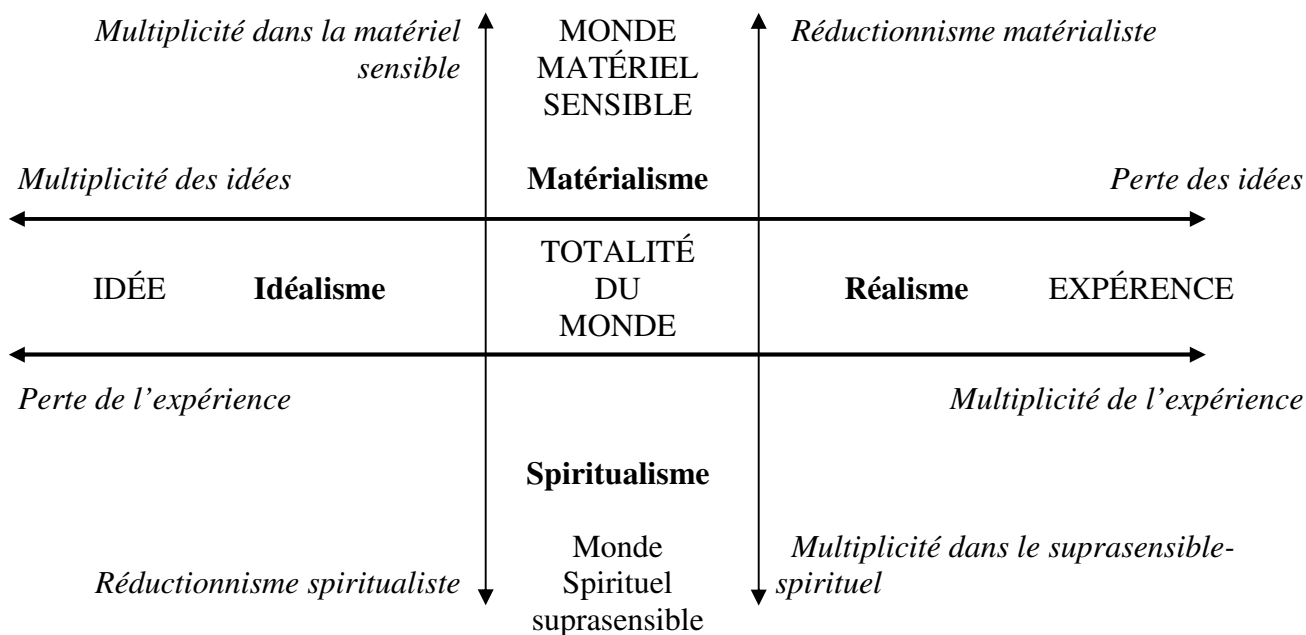 Multiplicité dans la matériel
sensible
MONDE
MATÉRIEL
SENSIBLE
Réductionnisme matérialiste
Multiplicité des idées
Matérialisme
Perte des idées
IDÉE
Idéalisme
TOTALITÉ
DU
MONDE
Réalisme
EXPÉRENCE
Perte de l’expérience
Multiplicité de l’expérience
Spiritualisme
Réductionnisme spiritualiste
Monde
Spirituel
suprasensible
Multiplicité dans le suprasensible-
spirituel